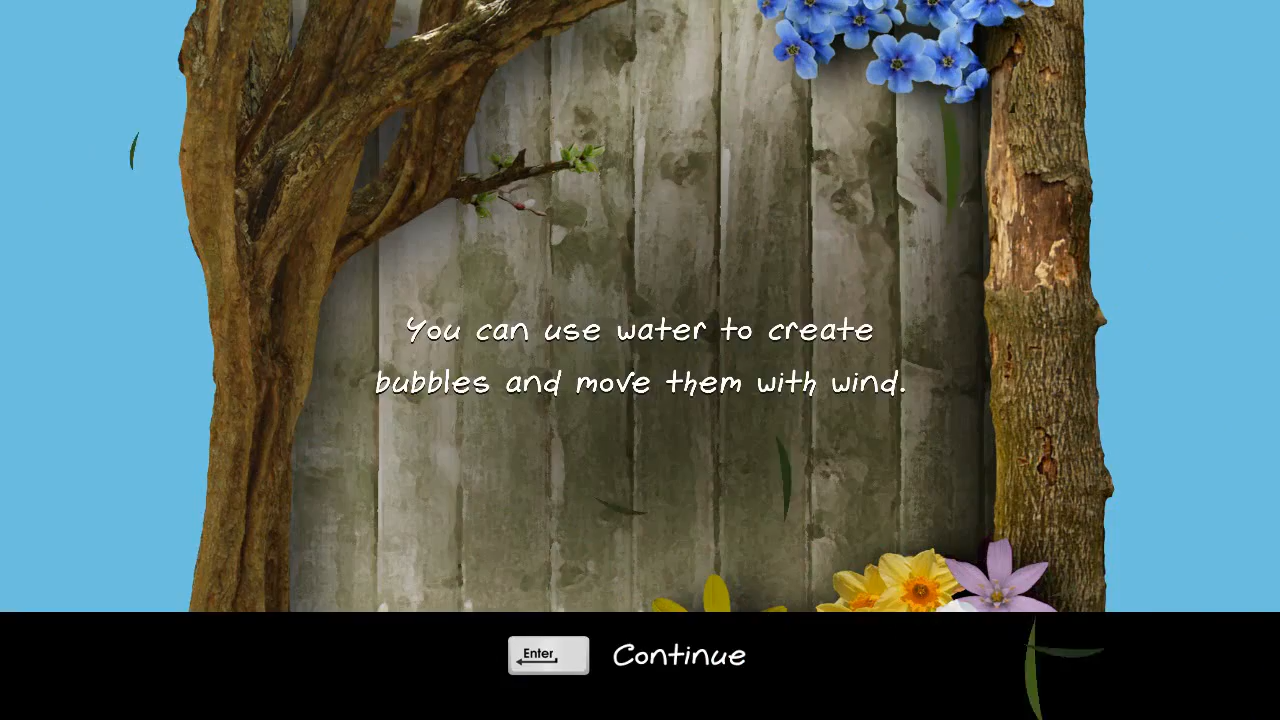 You can use water to create
bubbles and move them with wind.
Enter Continue